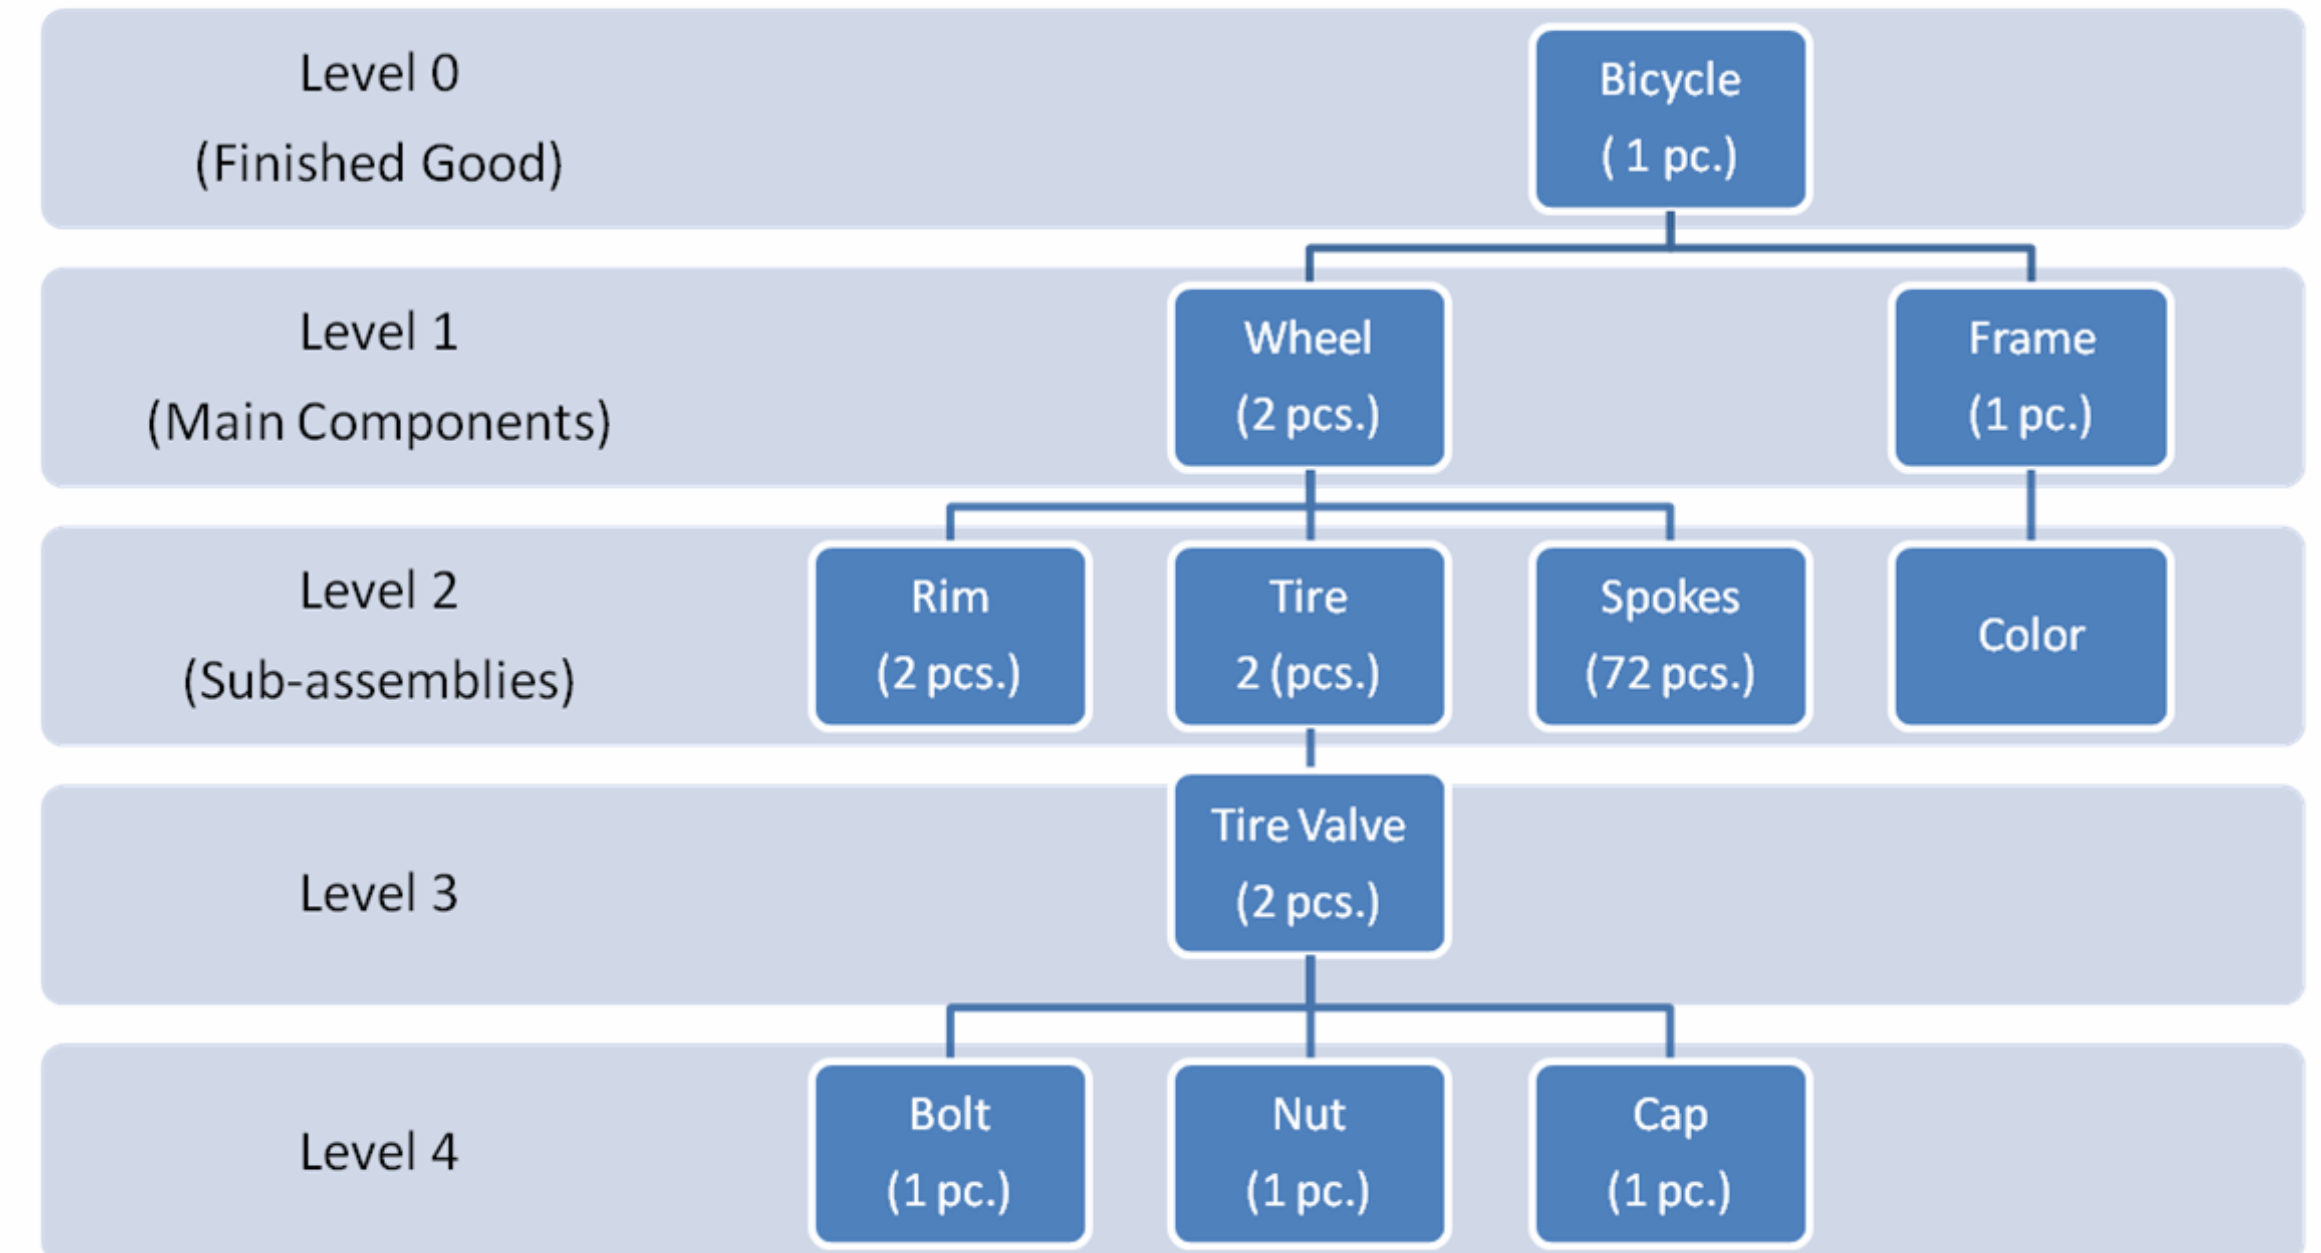 Level 0
(Finished Good)
Bicycle
( 1 pc.)
Level 1
(Main Components)
Wheel
(2 pcs.)
Frame
(1 pc.)
Level 2
(Sub-assemblies)
Rim
(2 pcs.)
Tire
2 (pcs.)
Spokes
(72 pcs.)
Color
Level 3
Tire Valve
(2 pcs.)
Level 4
Bolt
(1 pc.)
Nut
(1 pc.)
Cap
(1 pc.)